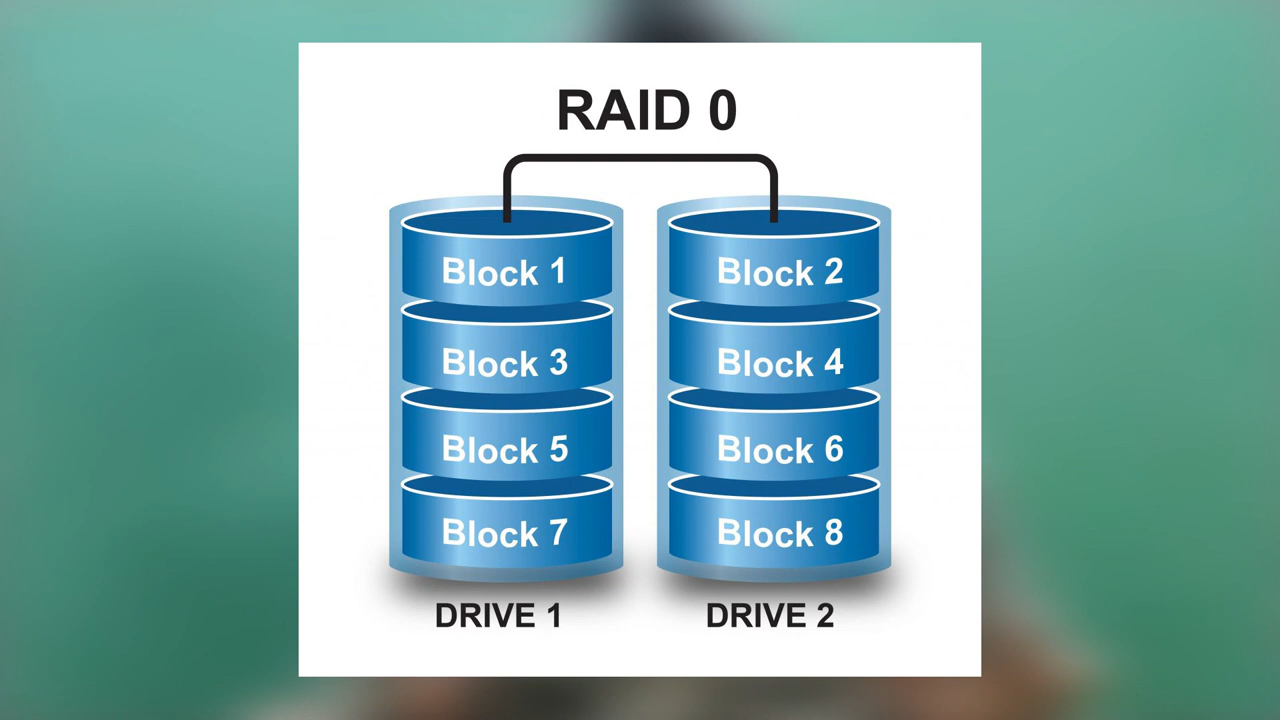 RAID 0
Block 1
Block 2
Block 3
Block 4
Block 5
Block 6
Block 7
Block 8
DRIVE 1
DRIVE 2